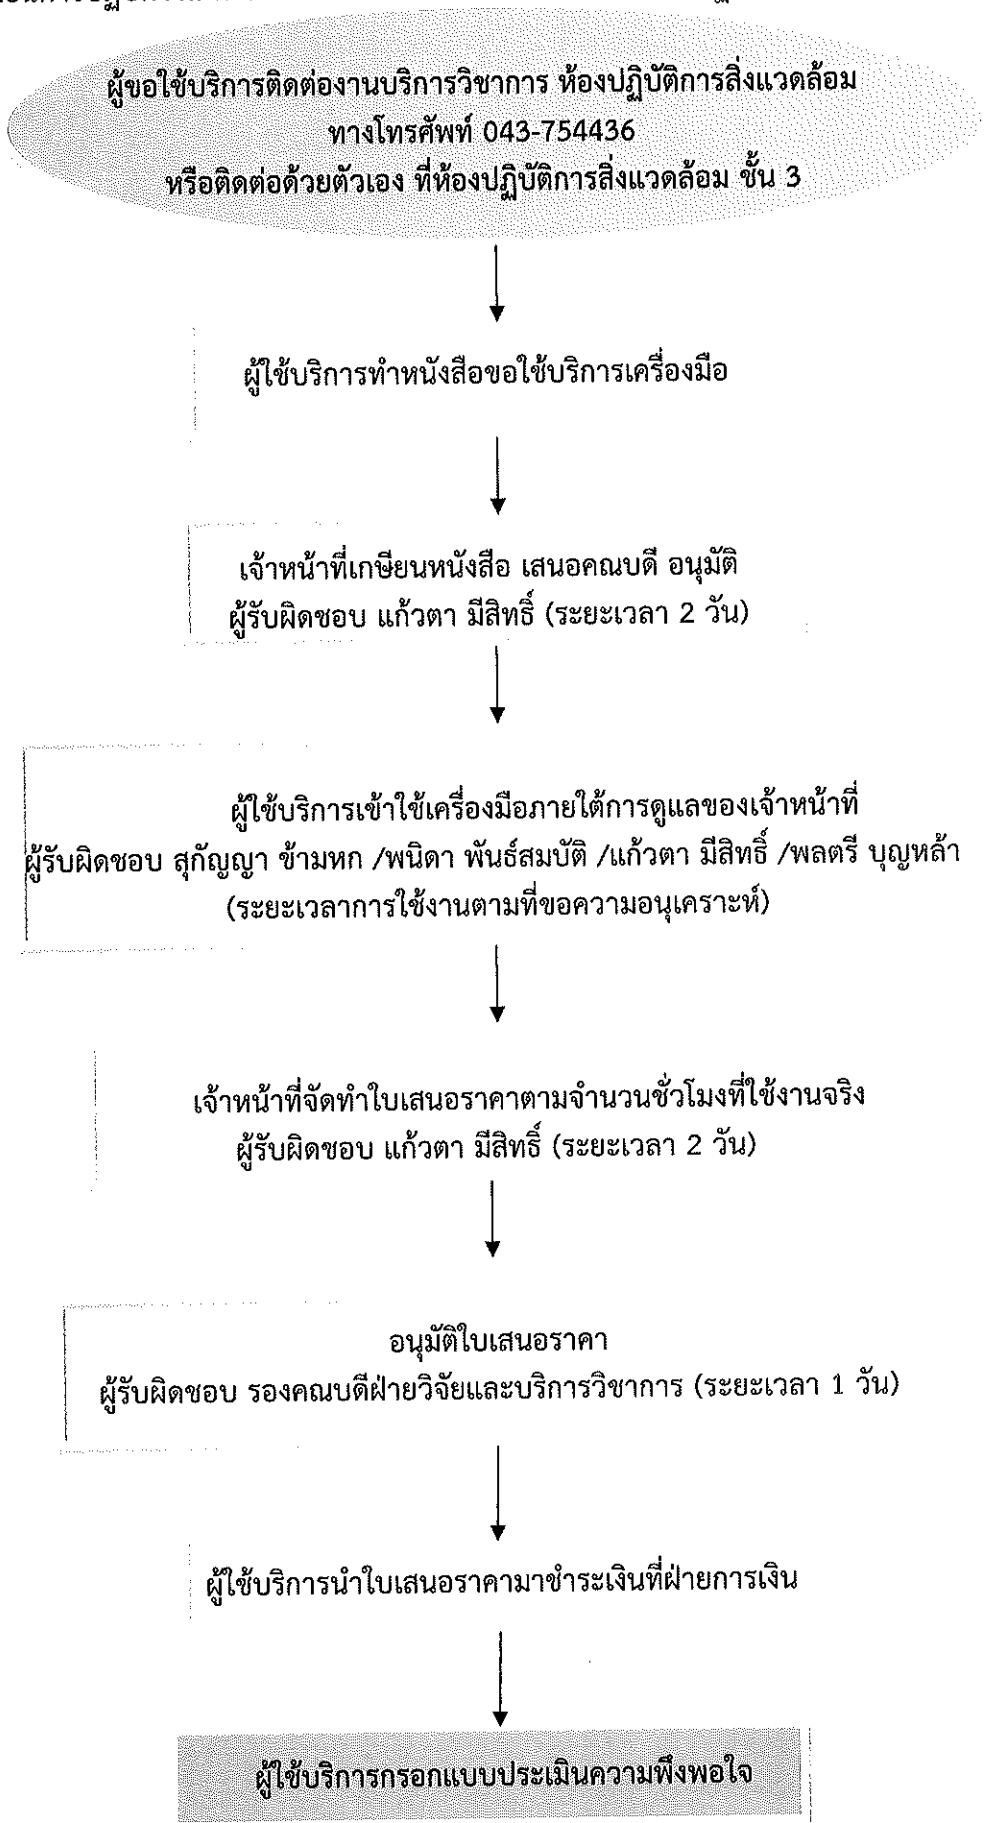 ผู้ขอใช้บริการติดต่องานบริการวิชาการ ห้องปฏิบัติการสิ่งแวดล้อม
ทางโทรศัพท์ 043-754436
หรือติดต่อด้วยตัวเอง ที่ห้องปฏิบัติการสิ่งแวดล้อม ชั้น 3
ผู้ใช้บริการทำหนังสือขอใช้บริการเครื่องมือ
เจ้าหน้าที่เกษียนหนังสือ เสนอคณบดี อนุมัติ
ผู้รับผิดชอบ แก้วตา มีสิทธิ์ (ระยะเวลา 2 วัน)
ผู้ใช้บริการเข้าใช้เครื่องมือภายใต้การดูแลของเจ้าหน้าที่
ผู้รับผิดชอบ สุกัญญา ข้ามหก /พนิดา พันธ์สมบัติ /แก้วตา มีสิทธิ์ /พลตรี บุญหล้า
(ระยะเวลาการใช้งานตามที่ขอความอนุเคราะห์)
เจ้าหน้าที่จัดทำใบเสนอราคาตามจำนวนชั่วโมงที่ใช้งานจริง
ผู้รับผิดชอบ แก้วตา มีสิทธิ์ (ระยะเวลา 2 วัน)
อนุมัติใบเสนอราคา
ผู้รับผิดชอบ รองคณบดีฝ่ายวิจัยและบริการวิชาการ (ระยะเวลา 1 วัน)
ผู้ใช้บริการนำใบเสนอราคามาชำระเงินที่ฝ่ายการเงิน
ผู้ใช้บริการกรอกแบบประเมินความพึงพอใจ